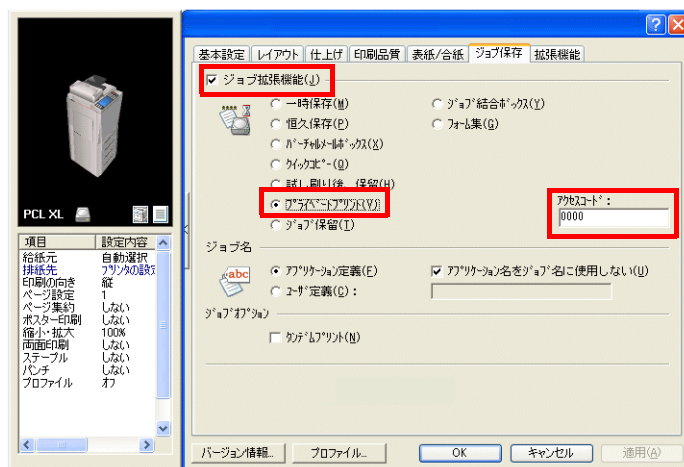 基本設定 レイアウト 仕上げ 印刷品質 表紙/合紙 ジョブ保存 拡張機能
ジョブ拡張機能(J)
一時保存(M) ジョブ結合ボックス(Y)
恒久保存(P) フォーム集(G)
バーチャルメールボックス(X)
クイックコピー(Q)
試し刷り後、保留(H)
プライベートプリント(V)
ジョブ保留(T)
アクセスコード:
0000
ジョブ名
abc
アプリケーション定義(F) アプリケーション名をジョブ名に使用しない(U)
ユーザ定義(C):
ジョブオプション
タンデムプリント(N)
PCL XL
項目 設定内容
給紙元 自動選択
排紙先 プリンタの設定
印刷の向き 縦
ページ設定 1
ページ集約 しない
ポスター印刷 しない
縮小・拡大 100%
両面印刷 しない
ステープル しない
パンチ しない
プロファイル オフ
バージョン情報... プロファイル... OK キャンセル 適用(A)